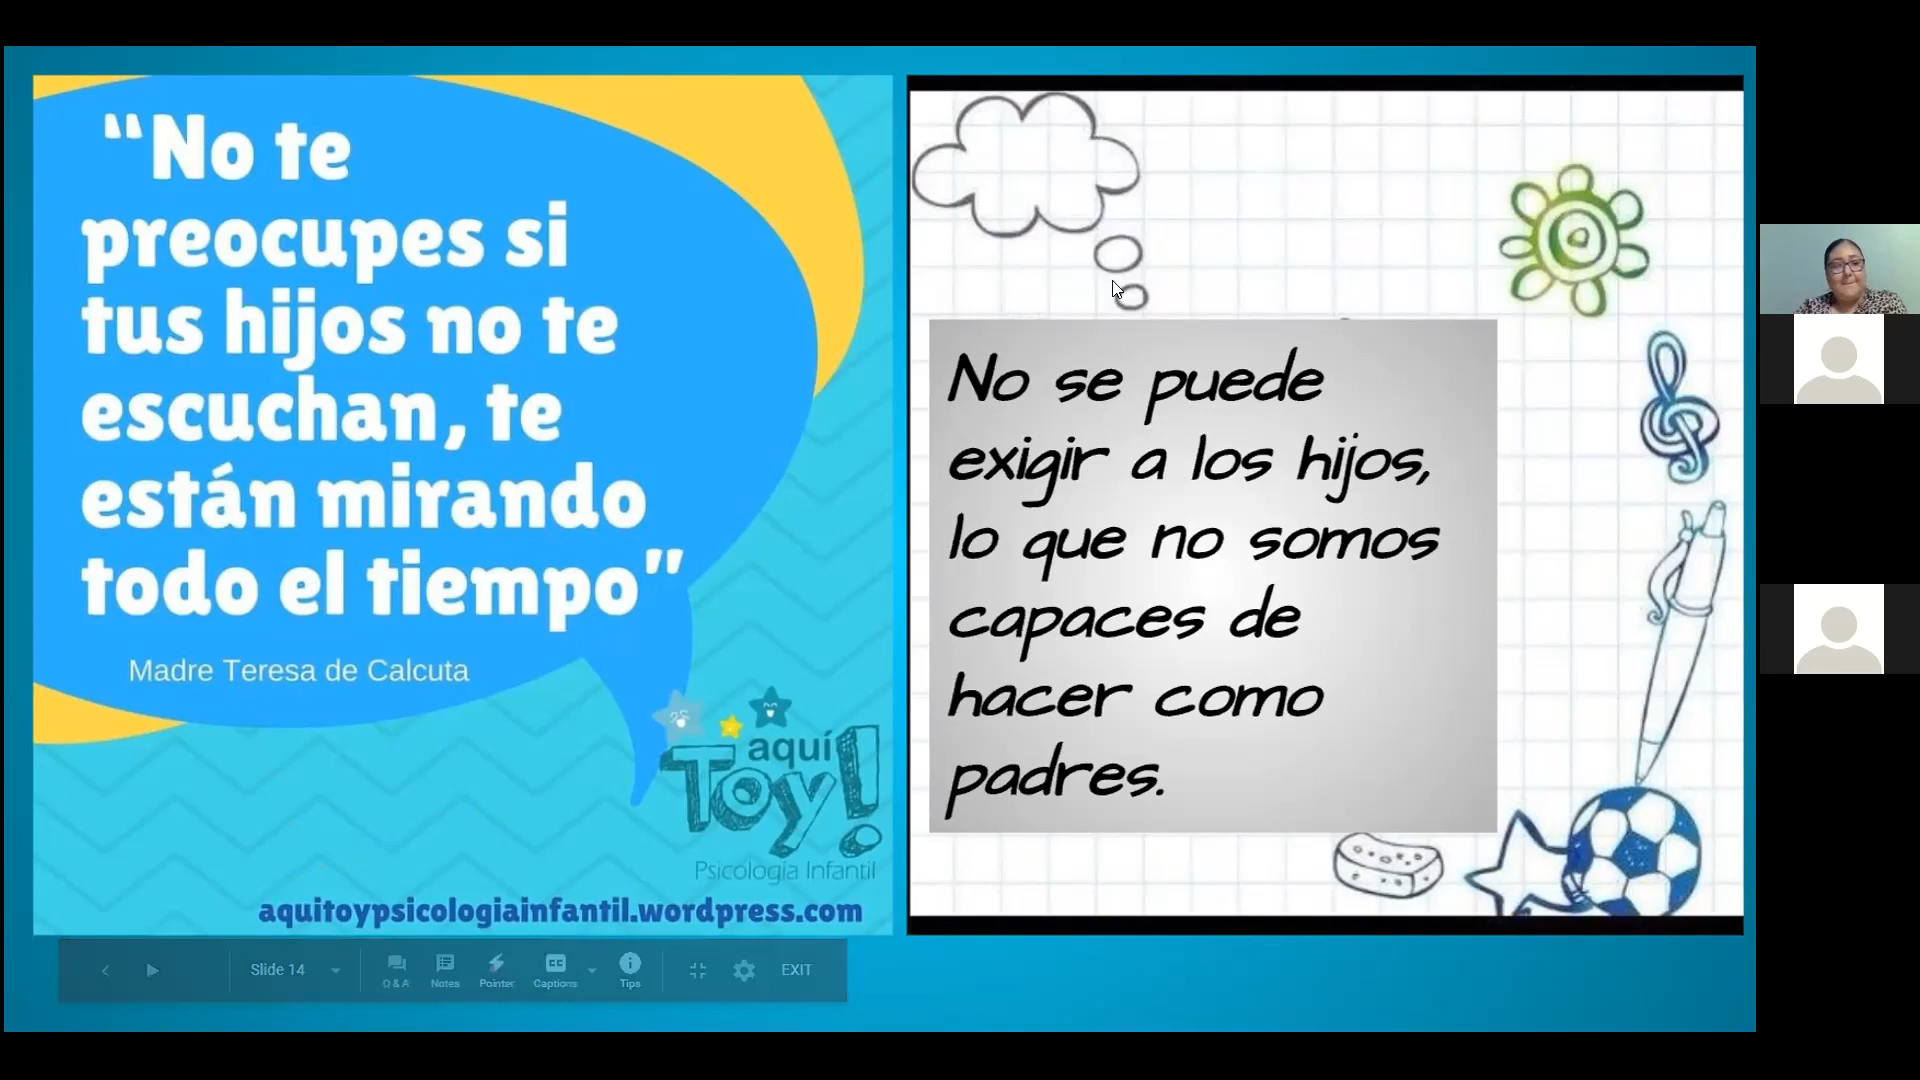 “No te
preocupes si
tus hijos no te
escuchan, te
están mirando
todo el tiempo”
Madre Teresa de Calcuta
aquí
Toy!
Psicología Infantil
aquitoypsicologiainfantil.wordpress.com
No se puede
exigir a los hijos,
lo que no somos
capaces de
hacer como
padres.
Slide 14
Q & A
Notes
Pointer
CC
Captions
Tips
EXIT